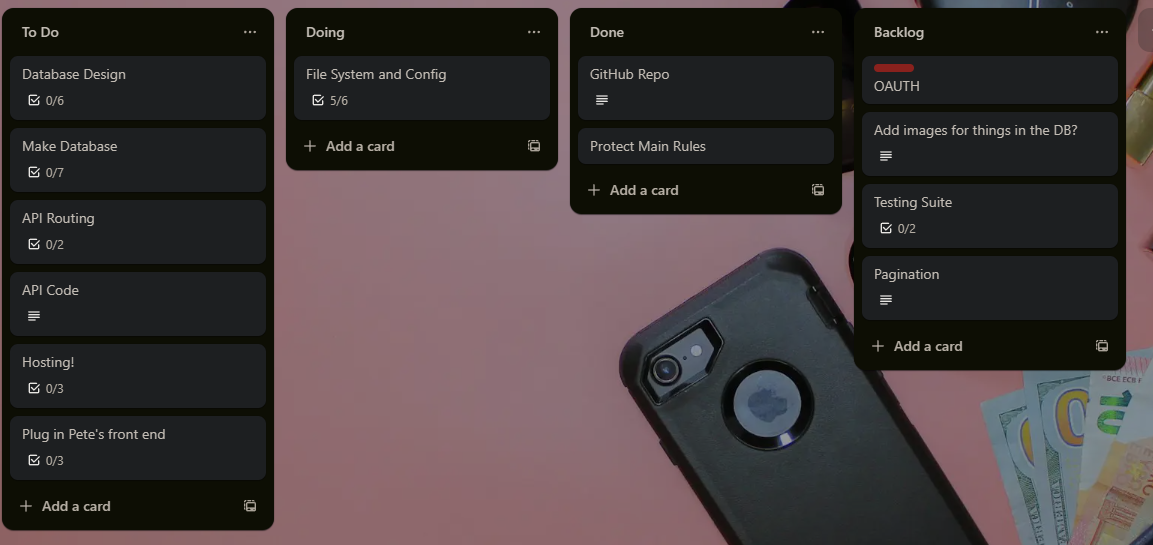 To Do
Database Design
0/6
Make Database
0/7
API Routing
0/2
API Code
Hosting!
0/3
Plug in Pete's front end
0/3
Add a card
Doing
File System and Config
5/6
Add a card
Done
GitHub Repo
Protect Main Rules
Add a card
Backlog
OAUTH
Add images for things in the DB?
Testing Suite
0/2
Pagination
Add a card